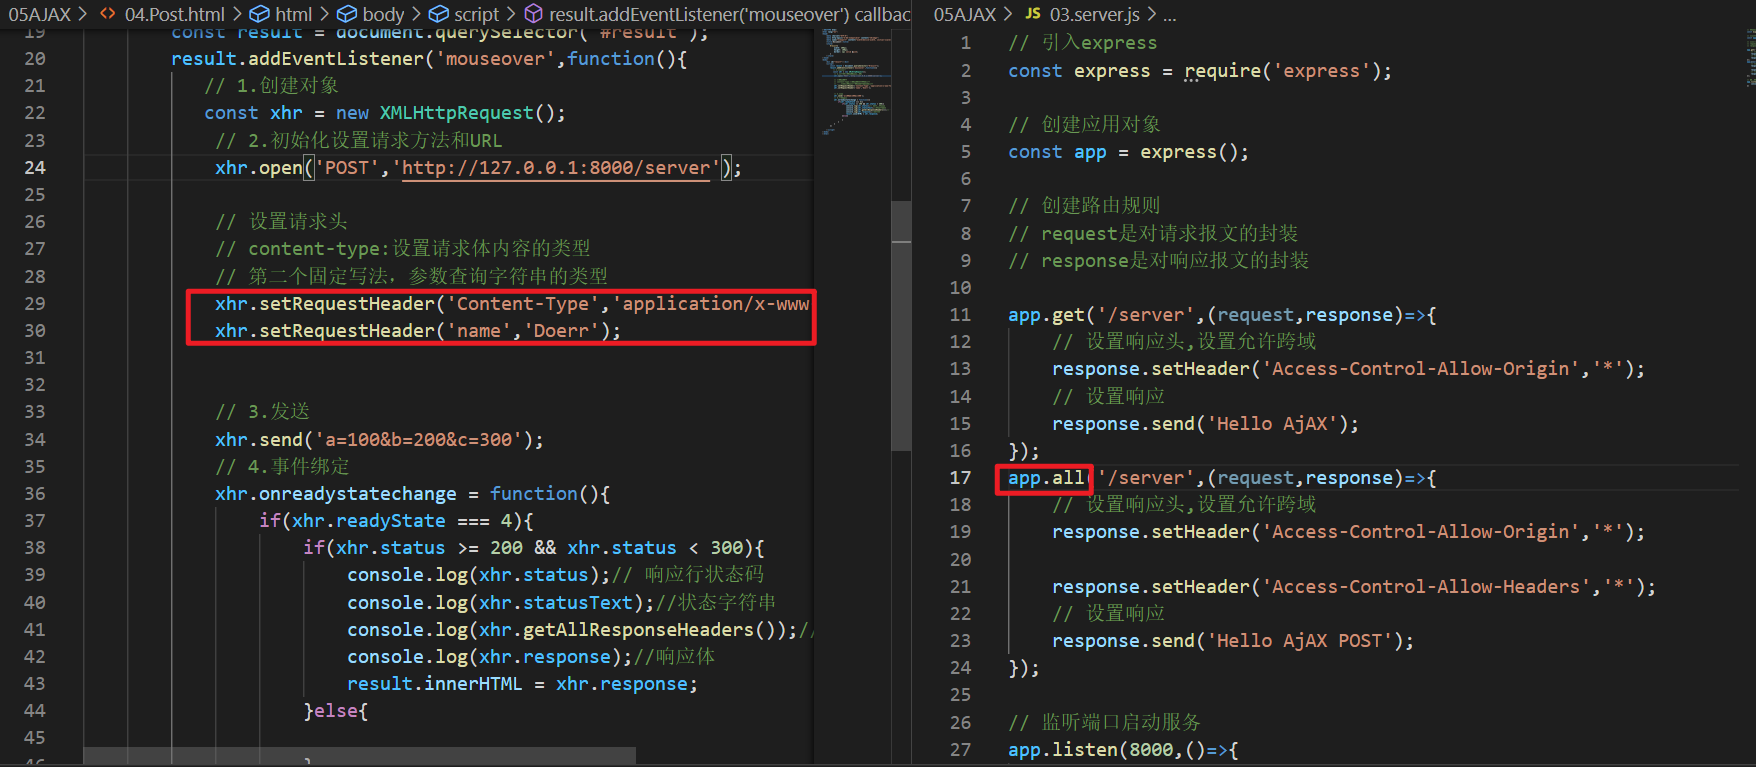 05AJAX > 04.Post.html > html > body > script > result.addEventListener('mouseover') callbac
19 const result = document.querySelector('#result');
20 result.addEventListener('mouseover',function(){
21 // 1.创建对象
22 const xhr = new XMLHttpRequest();
23 // 2.初始化设置请求方法和URL
24 xhr.open('POST','http://127.0.0.1:8000/server');
25
26 // 设置请求头
27 // content-type:设置请求体内容的类型
28 // 第二个固定写法，参数查询字符串的类型
29 xhr.setRequestHeader('Content-Type','application/x-www
30 xhr.setRequestHeader('name','Doerr');
31
32
33 // 3.发送
34 xhr.send('a=100&b=200&c=300');
35 // 4.事件绑定
36 xhr.onreadystatechange = function(){
37 if(xhr.readyState === 4){
38 if(xhr.status >= 200 && xhr.status < 300){
39 console.log(xhr.status);// 响应行状态码
40 console.log(xhr.statusText);//状态字符串
41 console.log(xhr.getAllResponseHeaders());//
42 console.log(xhr.response);//响应体
43 result.innerHTML = xhr.response;
44 }else{
45
46 }
05AJAX > JS 03.server.js > ...
1 // 引入express
2 const express = require('express');
3
4 // 创建应用对象
5 const app = express();
6
7 // 创建路由规则
8 // request是对请求报文的封装
9 // response是对响应报文的封装
10
11 app.get('/server',(request,response)=>{
12 // 设置响应头,设置允许跨域
13 response.setHeader('Access-Control-Allow-Origin','*');
14 // 设置响应
15 response.send('Hello AjAX');
16 });
17 app.all('/server',(request,response)=>{
18 // 设置响应头,设置允许跨域
19 response.setHeader('Access-Control-Allow-Origin','*');
20
21 response.setHeader('Access-Control-Allow-Headers','*');
22 // 设置响应
23 response.send('Hello AjAX POST');
24 });
25
26 // 监听端口启动服务
27 app.listen(8000,()=>{